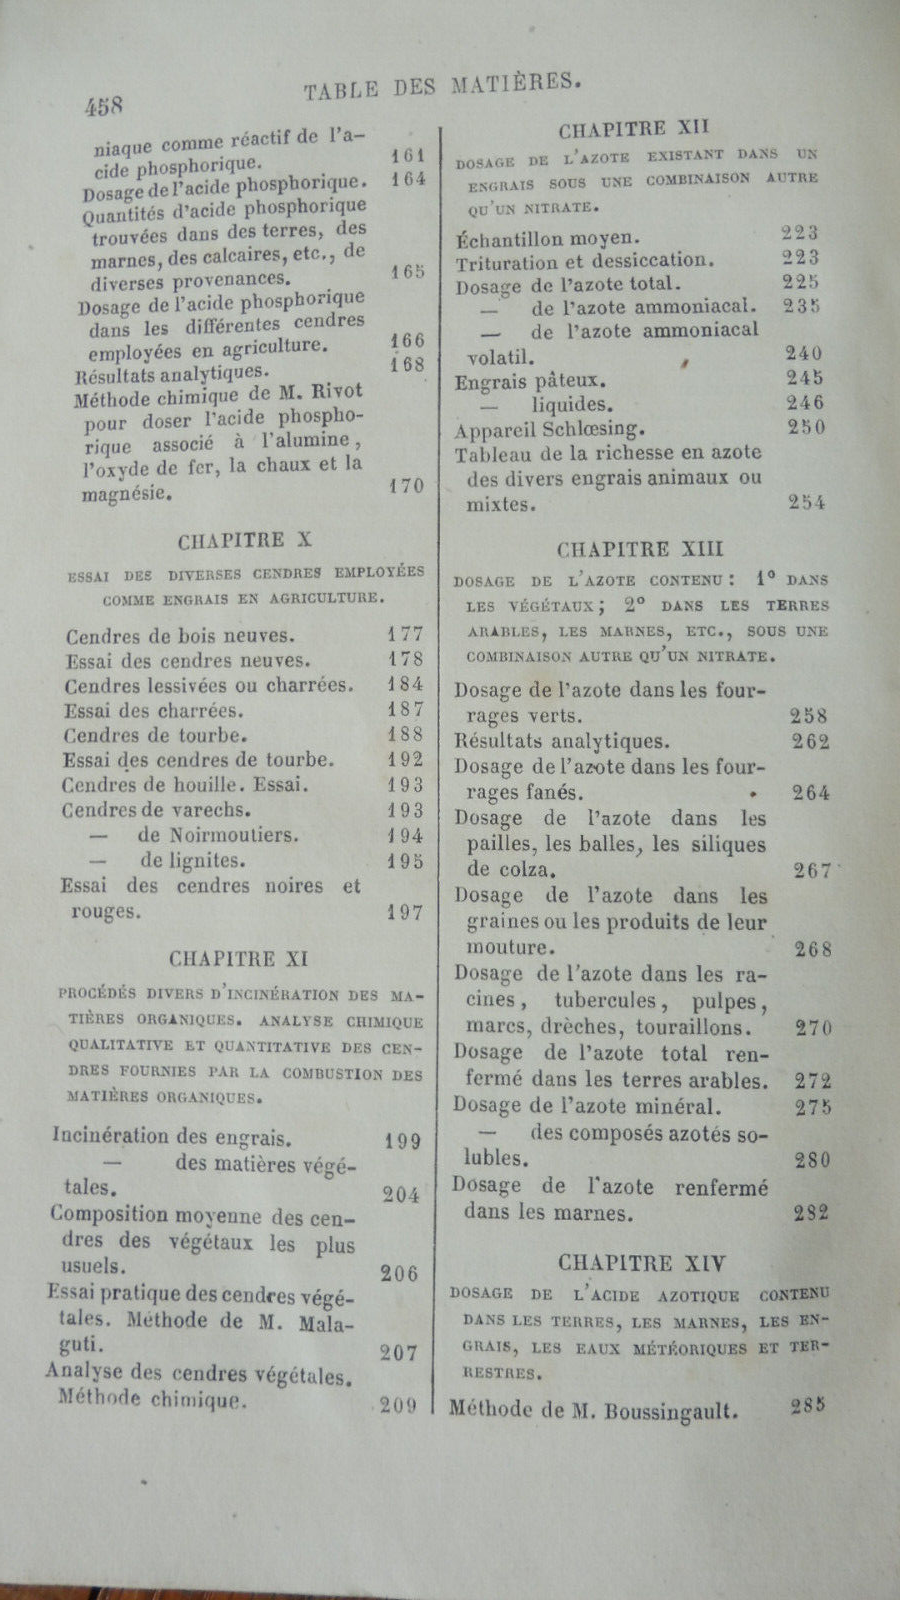 458
TABLE DES MATIÈRES.
niaque comme réactif de l'a-
cide phosphorique. 161
Dosage de l'acide phosphorique. 164
Quantités d'acide phosphorique
trouvées dans des terres, des
marnes, des calcaires, etc., de
diverses provenances. 165
Dosage de l'acide phosphorique
dans les différentes cendres
employées en agriculture. 166
Résultats analytiques. 168
Méthode chimique de M. Rivot
pour doser l'acide phospho-
rique associé à l'alumine,
l'oxyde de fer, la chaux et la
magnésie. 170
CHAPITRE X
ESSAI DES DIVERSES CENDRES EMPLOYÉES
COMME ENGRAIS EN AGRICULTURE.
Cendres de bois neuves. 177
Essai des cendres neuves. 178
Cendres lessivées ou charrées. 184
Essai des charrées. 187
Cendres de tourbe. 188
Essai des cendres de tourbe. 192
Cendres de houille. Essai. 193
Cendres de varechs. 193
— de Noirmoutiers. 194
— de lignites. 195
Essai des cendres noires et
rouges. 197
CHAPITRE XI
PROCÉDÉS DIVERS D'INCINÉRATION DES MA-
TIÈRES ORGANIQUES. ANALYSE CHIMIQUE
QUALITATIVE ET QUANTITATIVE DES CEN-
DRES FOURNIES PAR LA COMBUSTION DES
MATIÈRES ORGANIQUES.
Incinération des engrais. 199
— des matières végé-
tales. 204
Composition moyenne des cen-
dres des végétaux les plus
usuels. 206
Essai pratique des cendres végé-
tales. Méthode de M. Mala-
guti. 207
Analyse des cendres végétales.
Méthode chimique. 209
CHAPITRE XII
DOSAGE DE L'AZOTE EXISTANT DANS UN
ENGRAIS SOUS UNE COMBINAISON AUTRE
QU'UN NITRATE.
Échantillon moyen. 223
Trituration et dessiccation. 223
Dosage de l'azote total. 225
— de l'azote ammoniacal. 235
— de l'azote ammoniacal
volatil. 240
Engrais pâteux. 245
— liquides. 246
Appareil Schlœsing. 250
Tableau de la richesse en azote
des divers engrais animaux ou
mixtes. 254
CHAPITRE XIII
DOSAGE DE L'AZOTE CONTENU : 1° DANS
LES VÉGÉTAUX; 2° DANS LES TERRES
ARABLES, LES MARNES, ETC., SOUS UNE
COMBINAISON AUTRE QU'UN NITRATE.
Dosage de l'azote dans les four-
rages verts. 258
Résultats analytiques. 262
Dosage de l'azote dans les four-
rages fanés. 264
Dosage de l'azote dans les
pailles, les balles, les siliques
de colza. 267
Dosage de l'azote dans les
graines ou les produits de leur
mouture. 268
Dosage de l'azote dans les ra-
cines, tubercules, pulpes,
marcs, drèches, touraillons. 270
Dosage de l'azote total ren-
fermé dans les terres arables. 272
Dosage de l'azote minéral. 275
— des composés azotés so-
lubles. 280
Dosage de l'azote renfermé
dans les marnes. 282
CHAPITRE XIV
DOSAGE DE L'ACIDE AZOTIQUE CONTENU
DANS LES TERRES, LES MARNES, LES EN-
GRAIS, LES EAUX MÉTÉORIQUES ET TER-
RESTRES.
Méthode de M. Boussingault. 285